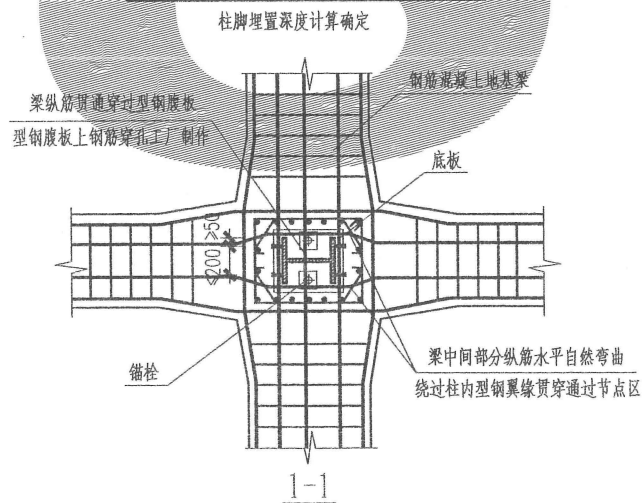 柱脚埋置深度计算确定
钢筋混凝土地基梁
梁纵筋贯通穿过型钢腹板
型钢腹板上钢筋穿孔工厂制作
底板
≥50
≤200
锚栓
梁中间部分纵筋水平自然弯曲
绕过柱内型钢翼缘贯穿通过节点区
1-1